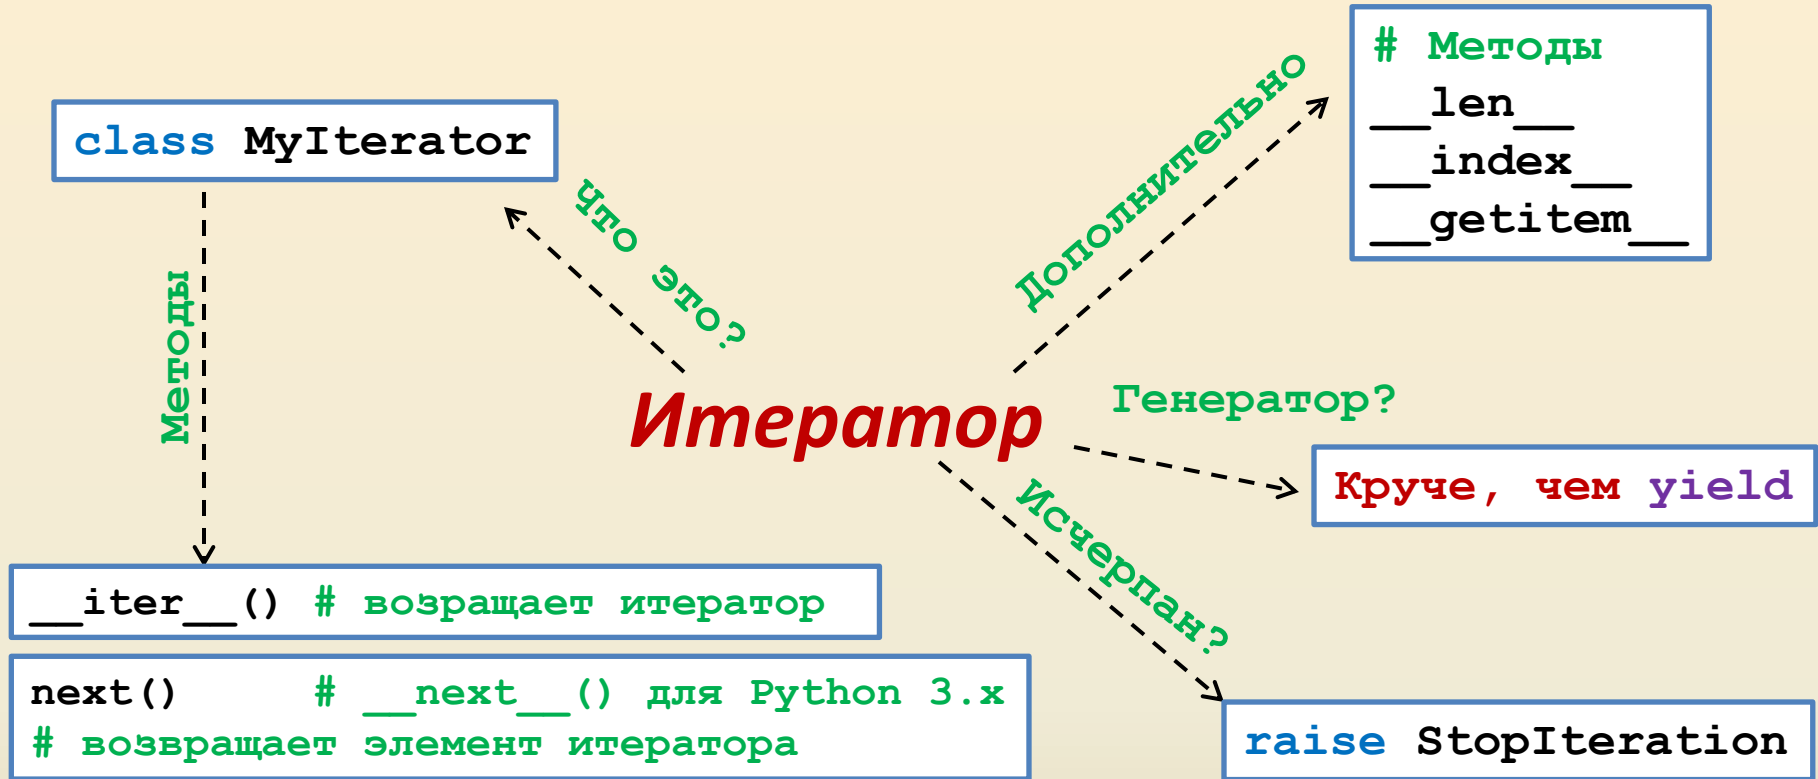 # Методы
__len__
__index__
__getitem__
class MyIterator
Дополнительно
что это?
Методы
Итератор
Генератор?
Круче, чем yield
Исчерпан?
__iter__() # возращает итератор
next() # __next__() для Python 3.x
# возвращает элемент итератора
raise StopIteration